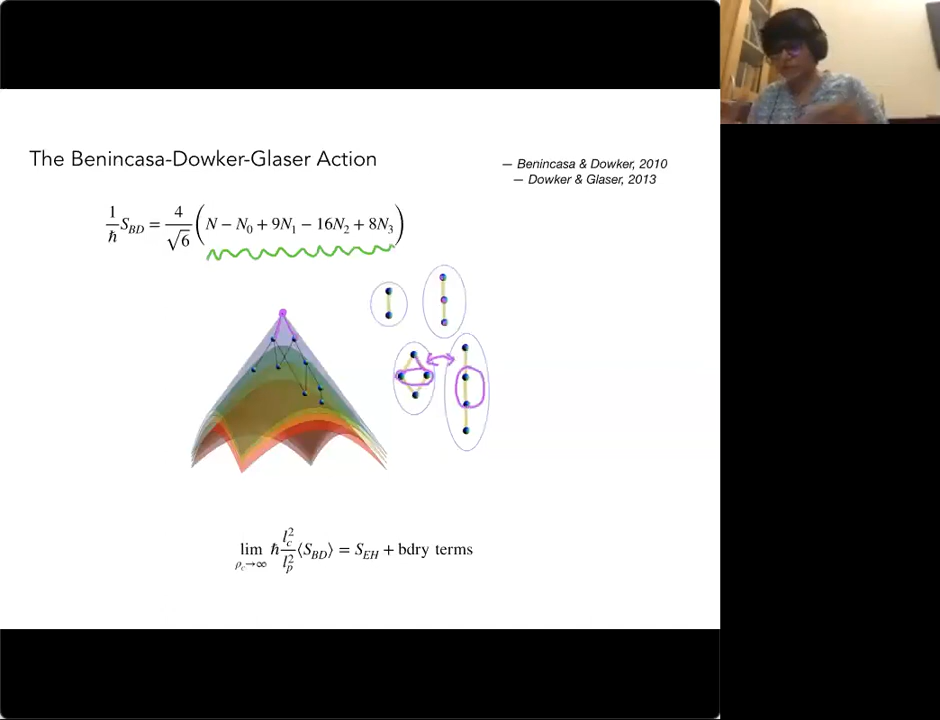 The Benincasa-Dowker-Glaser Action
— Benincasa & Dowker, 2010
— Dowker & Glaser, 2013
1/ℏ S_BD = 4/√6 (N − N_0 + 9N_1 − 16N_2 + 8N_3)
lim_{ρ_c→∞} ℏ l_c^2/l_p^2 ⟨S_BD⟩ = S_EH + bdry terms